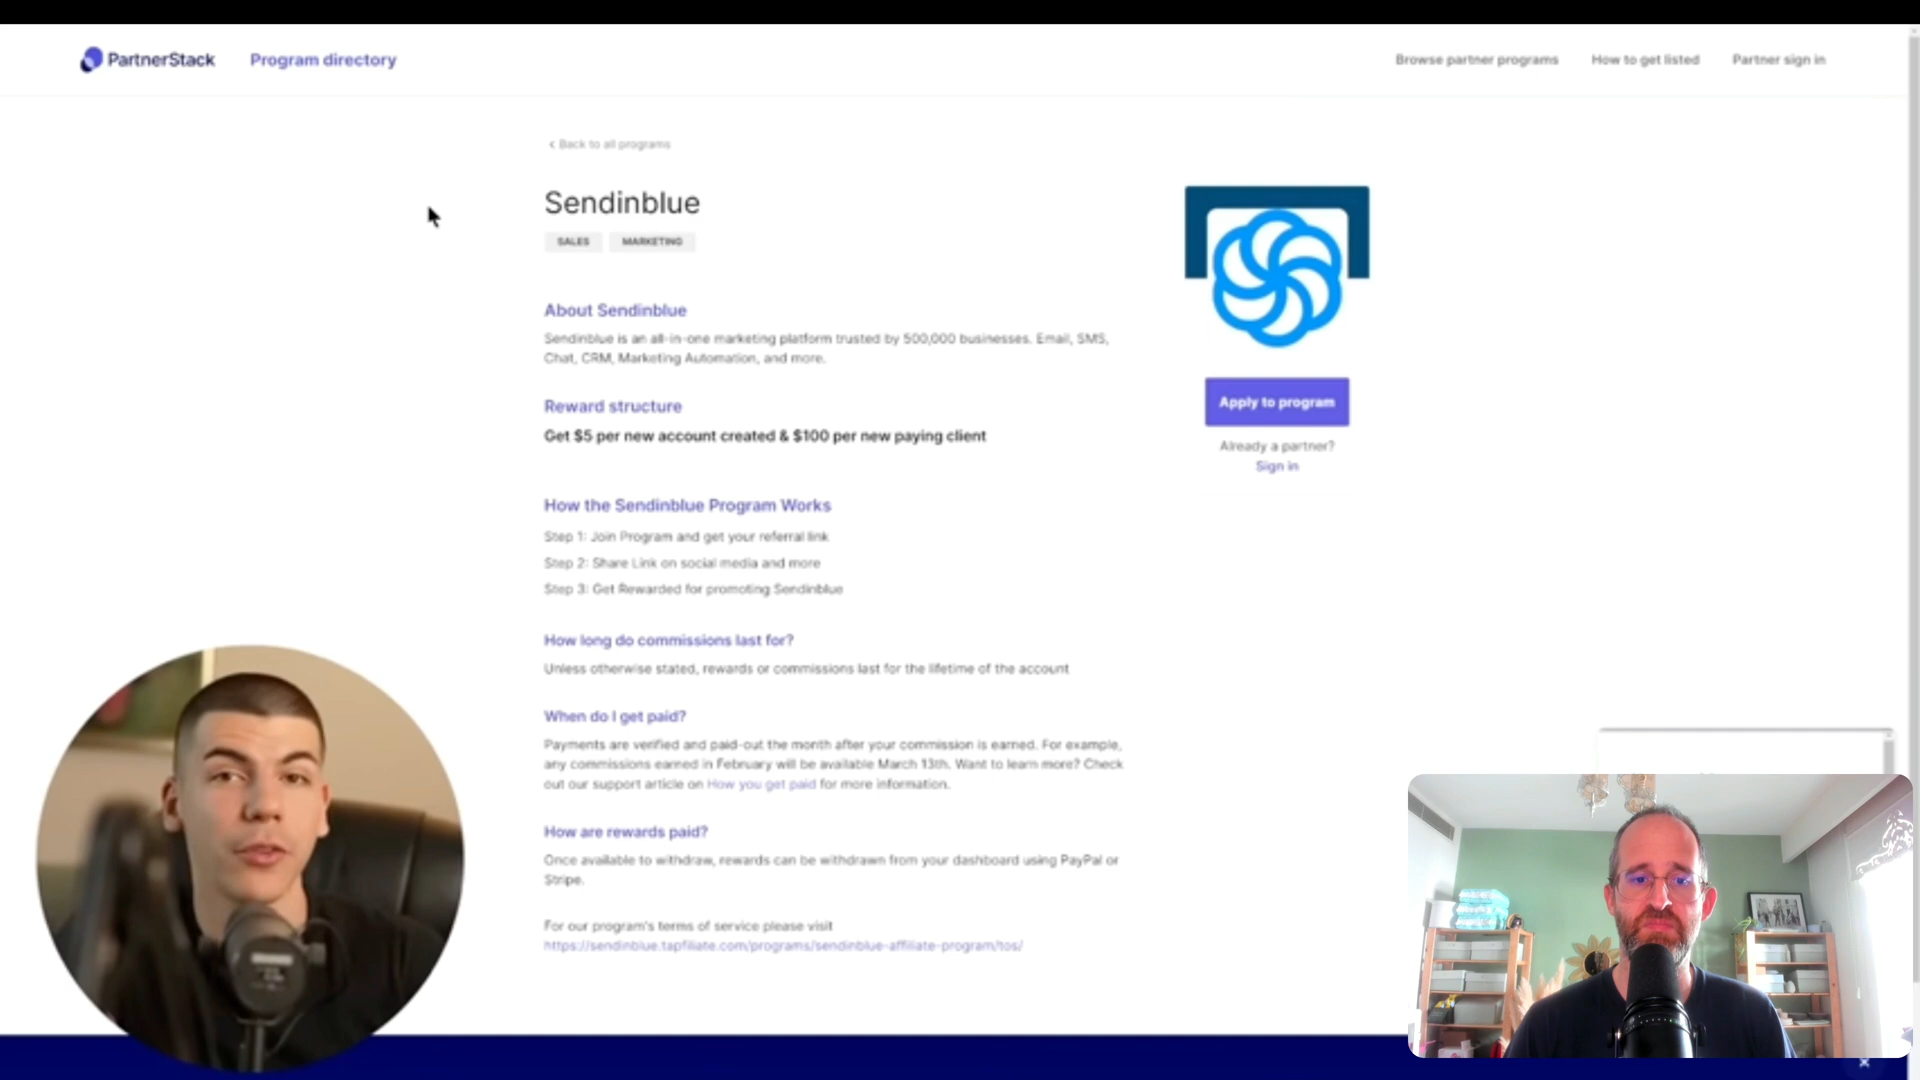 PartnerStack
Program directory
Browse partner programs
How to get listed
Partner sign in
Back to all programs
Sendinblue
SALES
MARKETING
About Sendinblue
Sendinblue is an all-in-one marketing platform trusted by 500,000 businesses. Email, SMS,
Chat, CRM, Marketing Automation, and more.
Reward structure
Get $5 per new account created & $100 per new paying client
How the Sendinblue Program Works
Step 1: Join Program and get your referral link
Step 2: Share Link on social media and more
Step 3: Get Rewarded for promoting Sendinblue
How long do commissions last for?
Unless otherwise stated, rewards or commissions last for the lifetime of the account
When do I get paid?
Payments are verified and paid-out the month after your commission is earned. For example,
any commissions earned in February will be available March 13th. Want to learn more? Check
out our support article on How you get paid for more information.
How are rewards paid?
Once available to withdraw, rewards can be withdrawn from your dashboard using PayPal or
Stripe.
For our program's terms of service please visit
https://sendinblue.tapfiliate.com/programs/sendinblue-affiliate-program/tos/
Apply to program
Already a partner?
Sign in